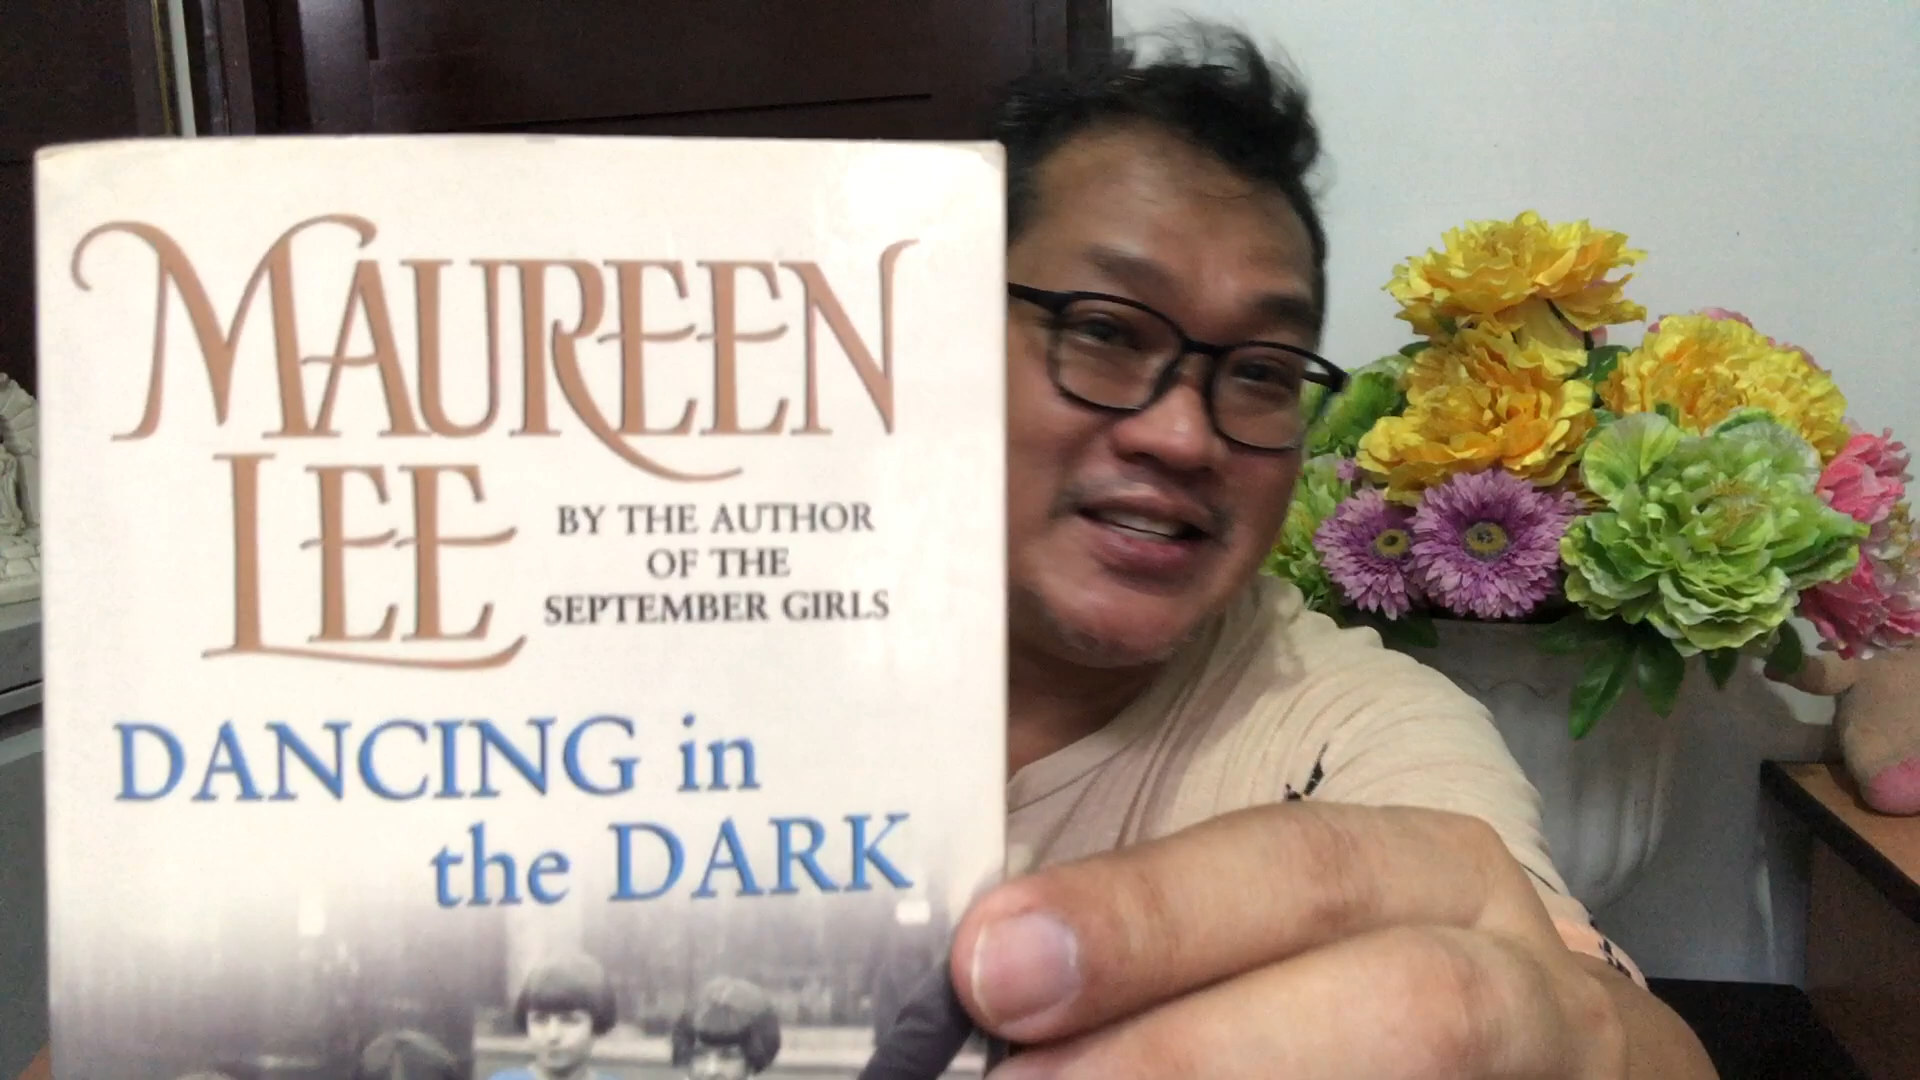 MAUREEN
LEE
BY THE AUTHOR
OF THE
SEPTEMBER GIRLS
DANCING in
the DARK